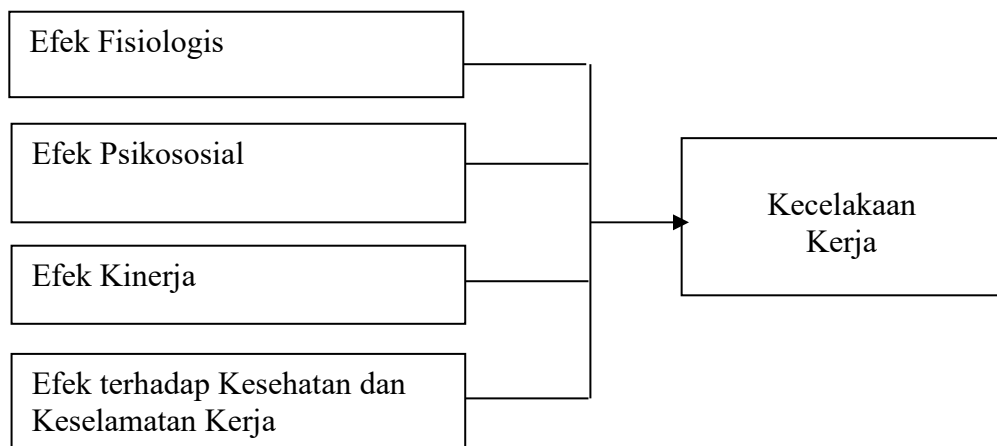 Efek Fisiologis
Efek Psikososial
Efek Kinerja
Efek terhadap Kesehatan dan
Keselamatan Kerja
Kecelakaan
Kerja